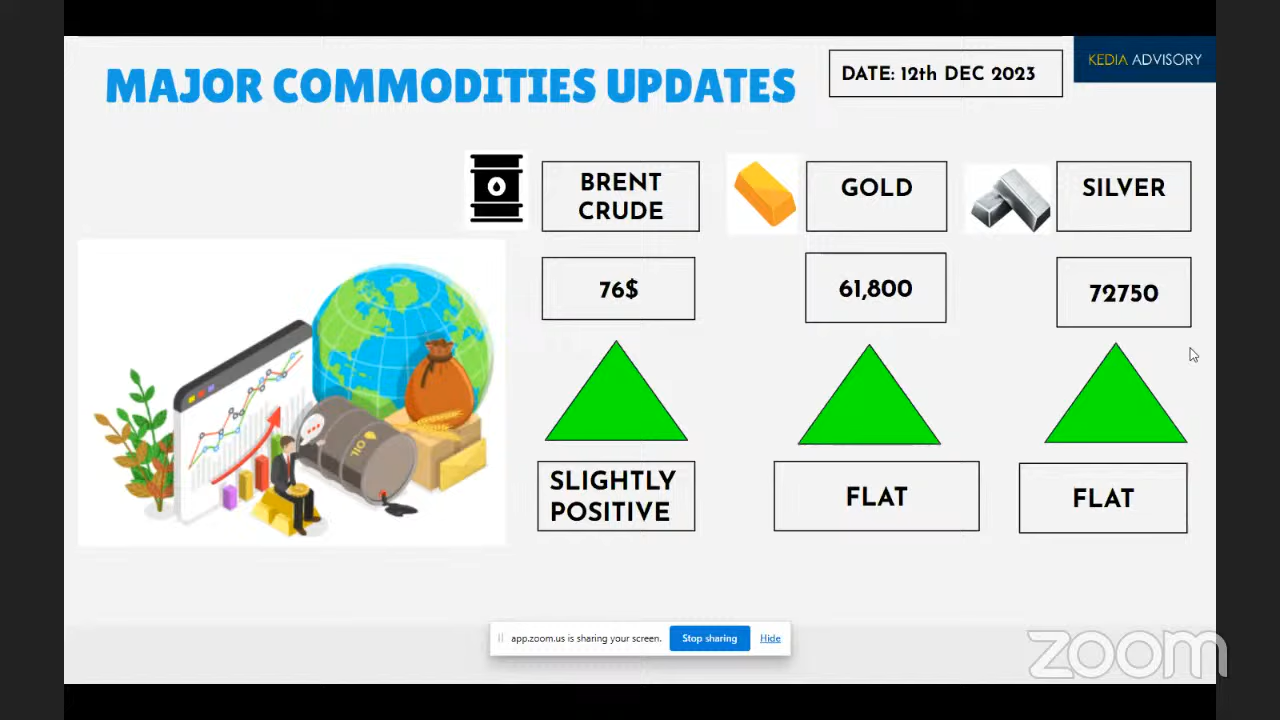 MAJOR COMMODITIES UPDATES
DATE: 12th DEC 2023
KEDIA ADVISORY
BRENT
CRUDE
GOLD
SILVER
76$
61,800
72750
OIL
SLIGHTLY
POSITIVE
FLAT
FLAT
app.zoom.us is sharing your screen.
Stop sharing
Hide
zoom